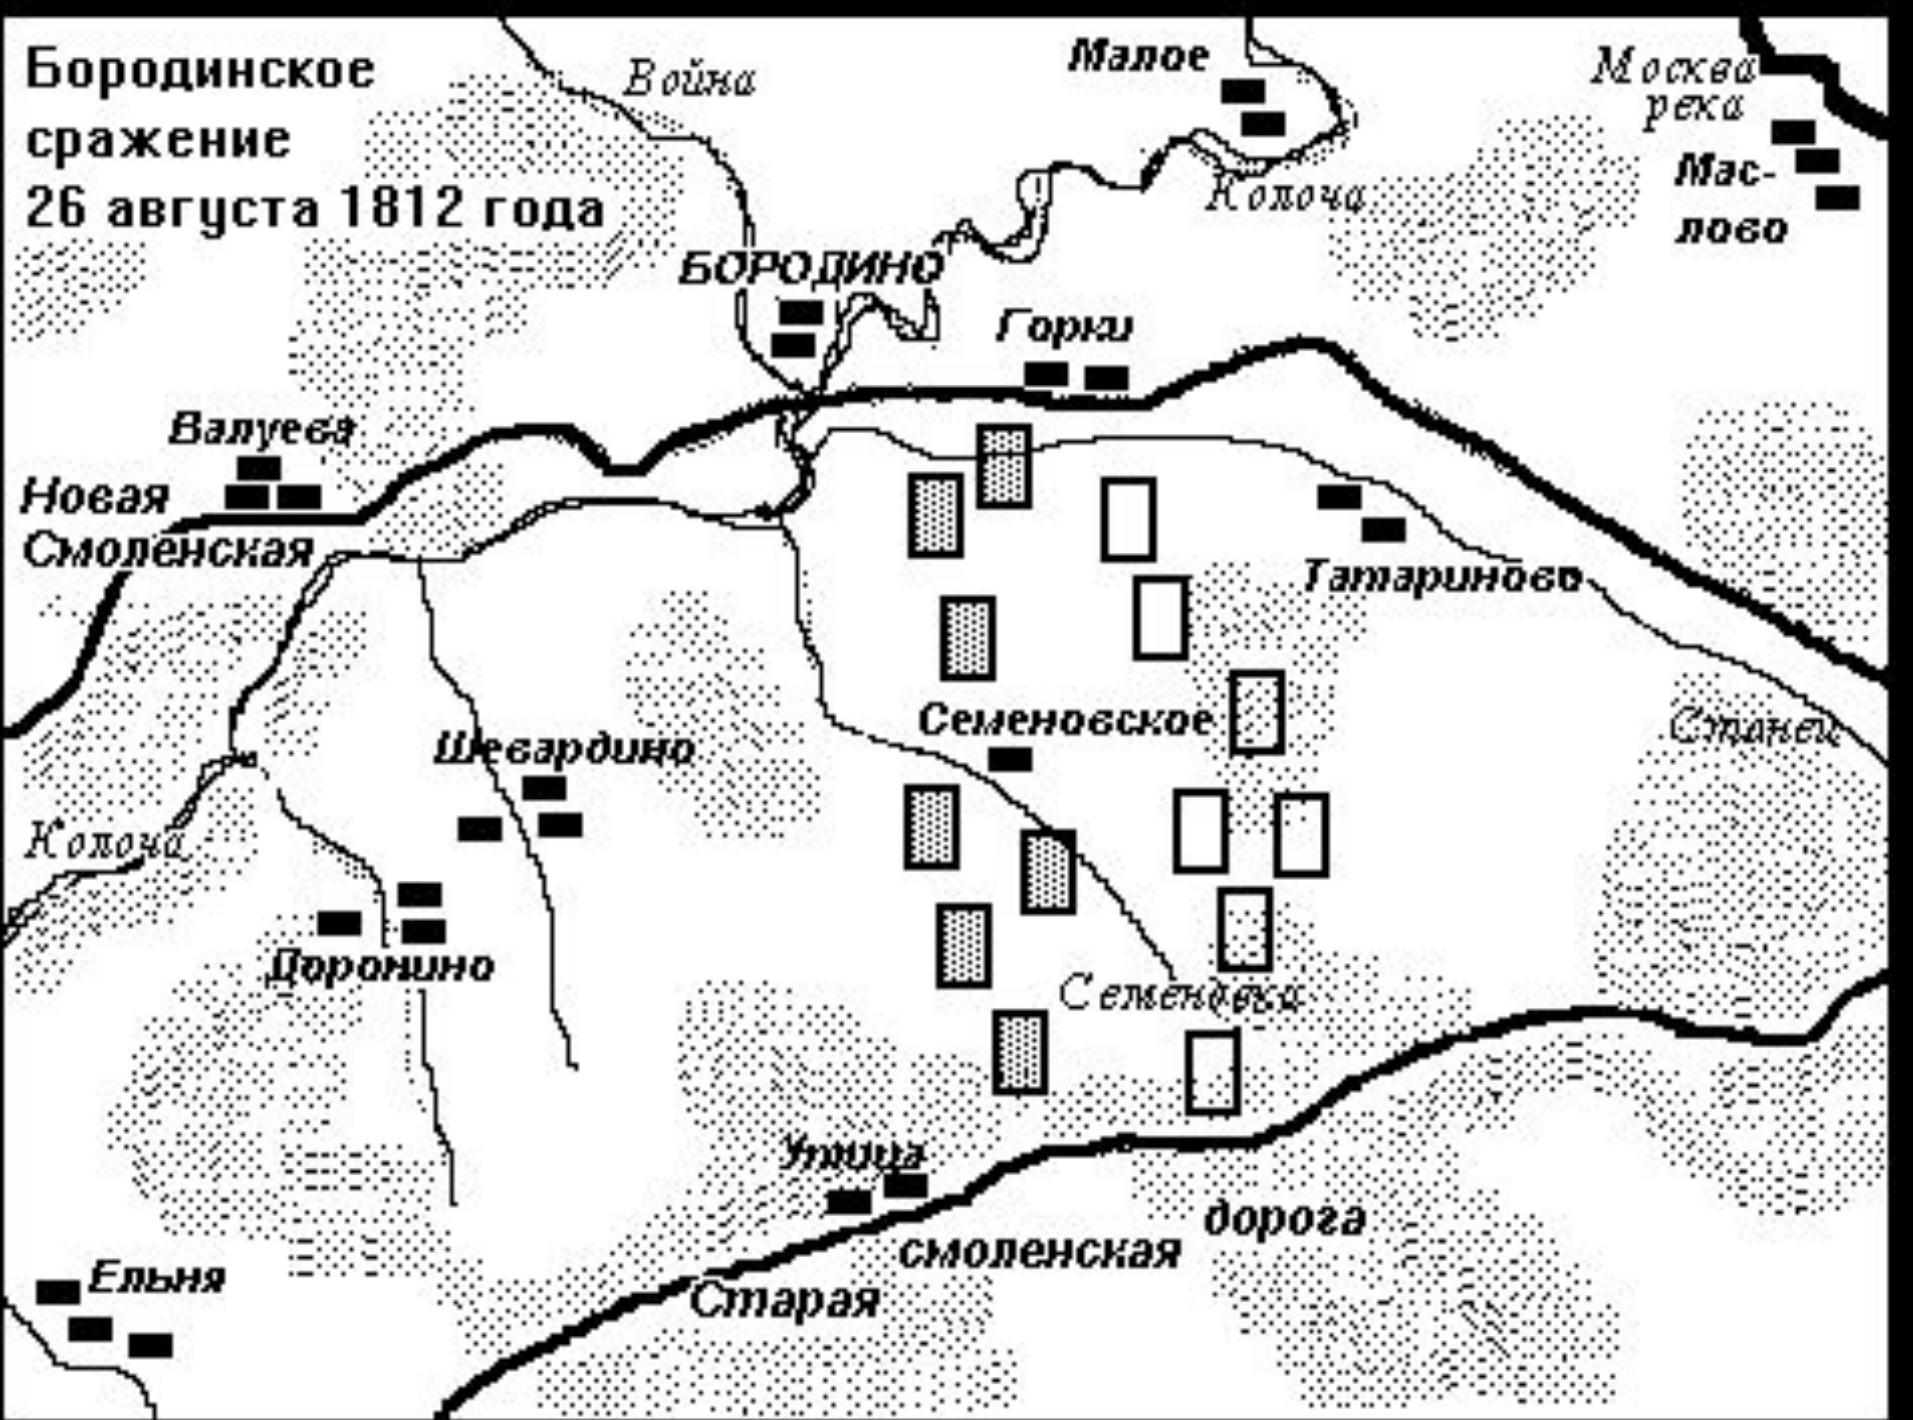 Бородинское
сражение
26 августа 1812 года
Война
Малое
Москва
река
Мас-
лово
Колоча
БОРОДИНО
Горки
Валуева
Новая
Смоленская
Татариново
Семеновское
Станец
Шевардино
Колоча
Доронино
Семеновка
Утица
дорога
смоленская
Старая
Ельня